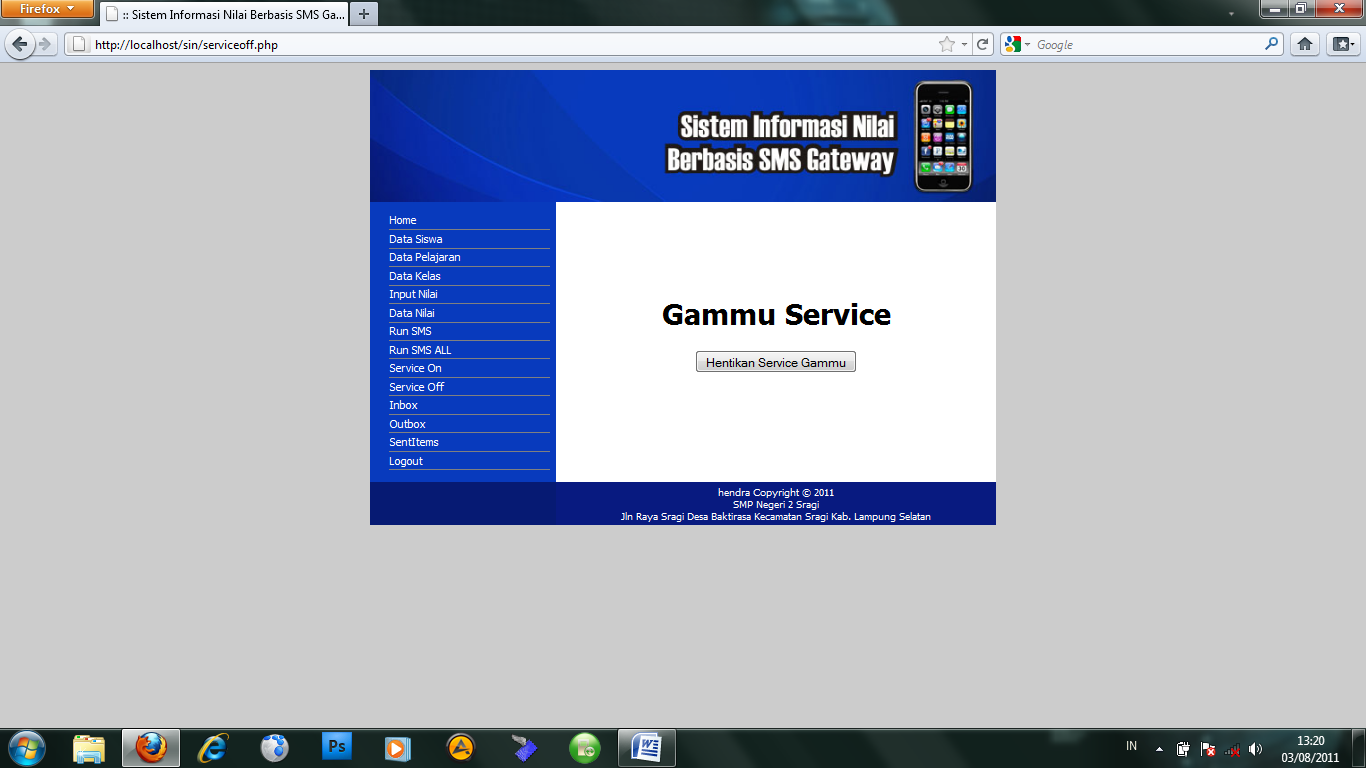 Firefox
:: Sistem Informasi Nilai Berbasis SMS Ga...
http://localhost/sin/serviceoff.php
Google
Sistem Informasi Nilai
Berbasis SMS Gateway
Home
Data Siswa
Data Pelajaran
Data Kelas
Input Nilai
Data Nilai
Run SMS
Run SMS ALL
Service On
Service Off
Inbox
Outbox
SentItems
Logout
Gammu Service
Hentikan Service Gammu
hendra Copyright © 2011
SMP Negeri 2 Sragi
Jln Raya Sragi Desa Baktirasa Kecamatan Sragi Kab. Lampung Selatan
Ps
IN
13:20
03/08/2011